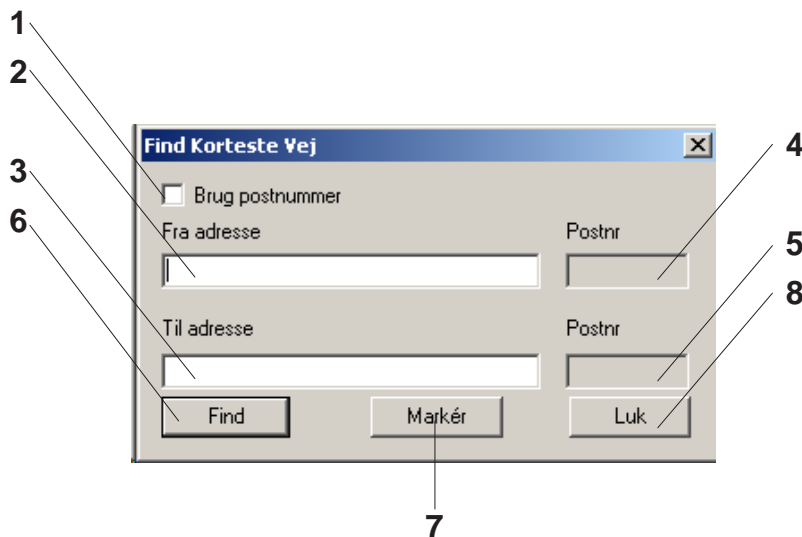 1
2
Find Korteste Vej
4
3
Brug postnummer
6
Fra adresse Postnr
5
8
Til adresse Postnr
Find Markér Luk
7